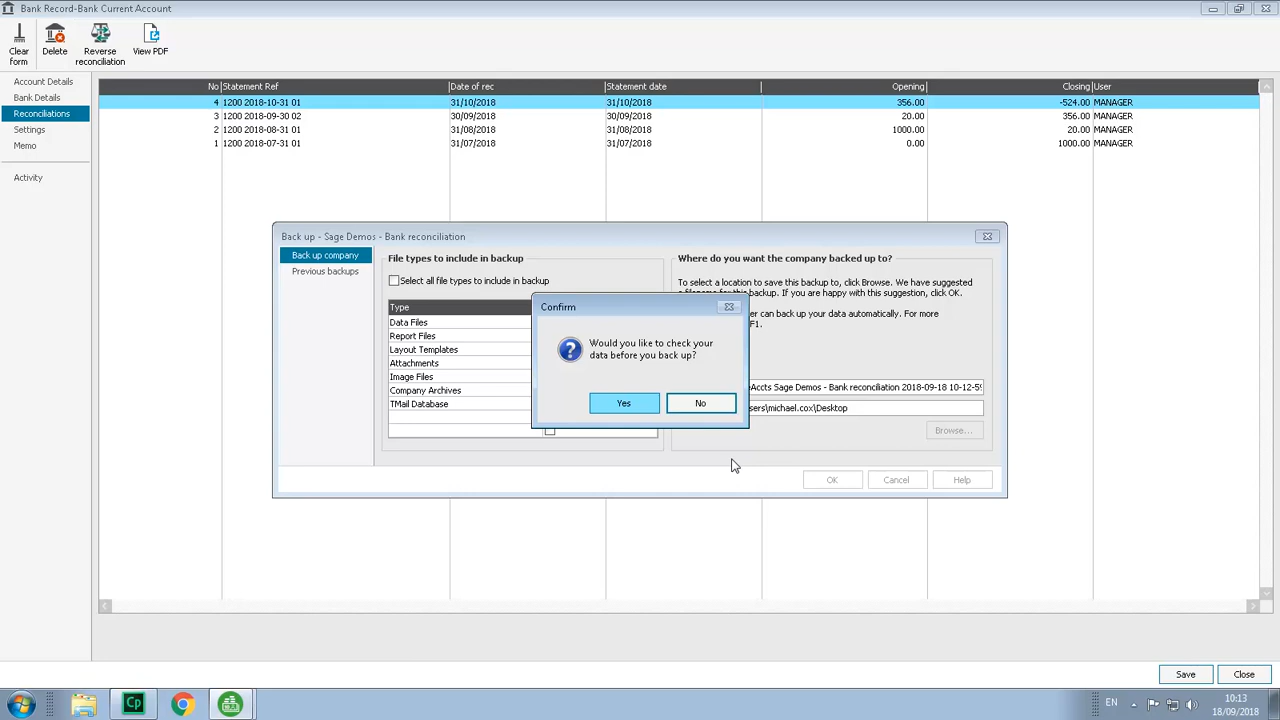 Bank Record-Bank Current Account
Clear form
Delete
Reverse reconciliation
View PDF
Account Details
Bank Details
Reconciliations
Settings
Memo
Activity
No Statement Ref Date of rec Statement date Opening Closing User
4 1200 2018-10-31 01 31/10/2018 31/10/2018 356.00 -524.00 MANAGER
3 1200 2018-09-30 02 30/09/2018 30/09/2018 20.00 356.00 MANAGER
2 1200 2018-08-31 01 31/08/2018 31/08/2018 1000.00 20.00 MANAGER
1 1200 2018-07-31 01 31/07/2018 31/07/2018 0.00 1000.00 MANAGER
Back up - Sage Demos - Bank reconciliation
Back up company
Previous backups
File types to include in backup
Select all file types to include in backup
Type
Data Files
Report Files
Layout Templates
Attachments
Image Files
Company Archives
TMail Database
Where do you want the company backed up to?
To select a location to save this backup to, click Browse. We have suggested
a filename for this backup. If you are happy with this suggestion, click OK.
er can back up your data automatically. For more
F1.
Accts Sage Demos - Bank reconciliation 2018-09-18 10-12-59
sers\michael.cox\Desktop
Browse...
OK Cancel Help
Confirm
Would you like to check your
data before you back up?
Yes No
Save Close
Cp
EN
10:13
18/09/2018